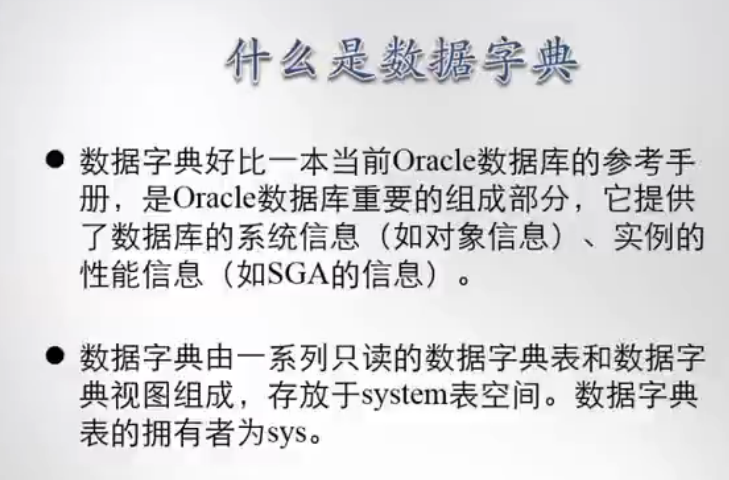 什么是数据字典
● 数据字典好比一本当前Oracle数据库的参考手
册，是Oracle数据库重要的组成部分，它提供
了数据库的系统信息（如对象信息）、实例的
性能信息（如SGA的信息）。
● 数据字典由一系列只读的数据字典表和数据字
典视图组成，存放于system表空间。数据字典
表的拥有者为sys。